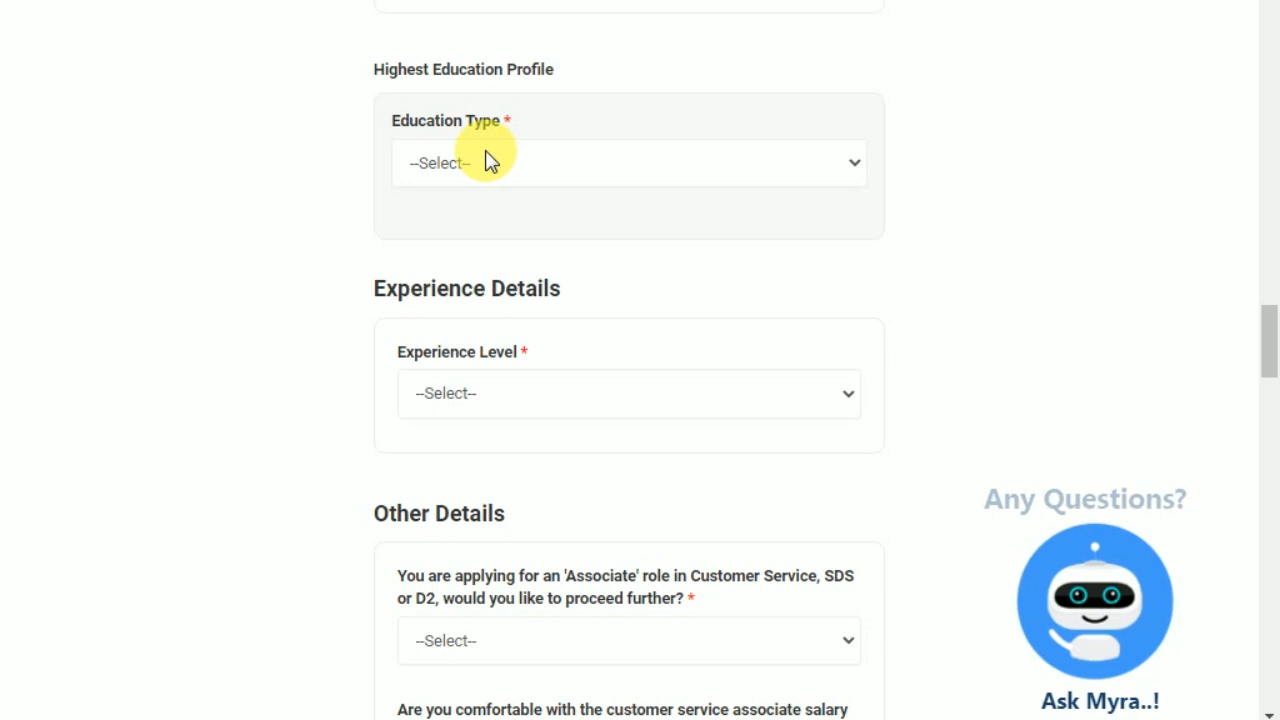 Highest Education Profile
Education Type *
--Select--
Experience Details
Experience Level *
--Select--
Other Details
You are applying for an 'Associate' role in Customer Service, SDS
or D2, would you like to proceed further? *
--Select--
Are you comfortable with the customer service associate salary
Any Questions?
Ask Myra..!